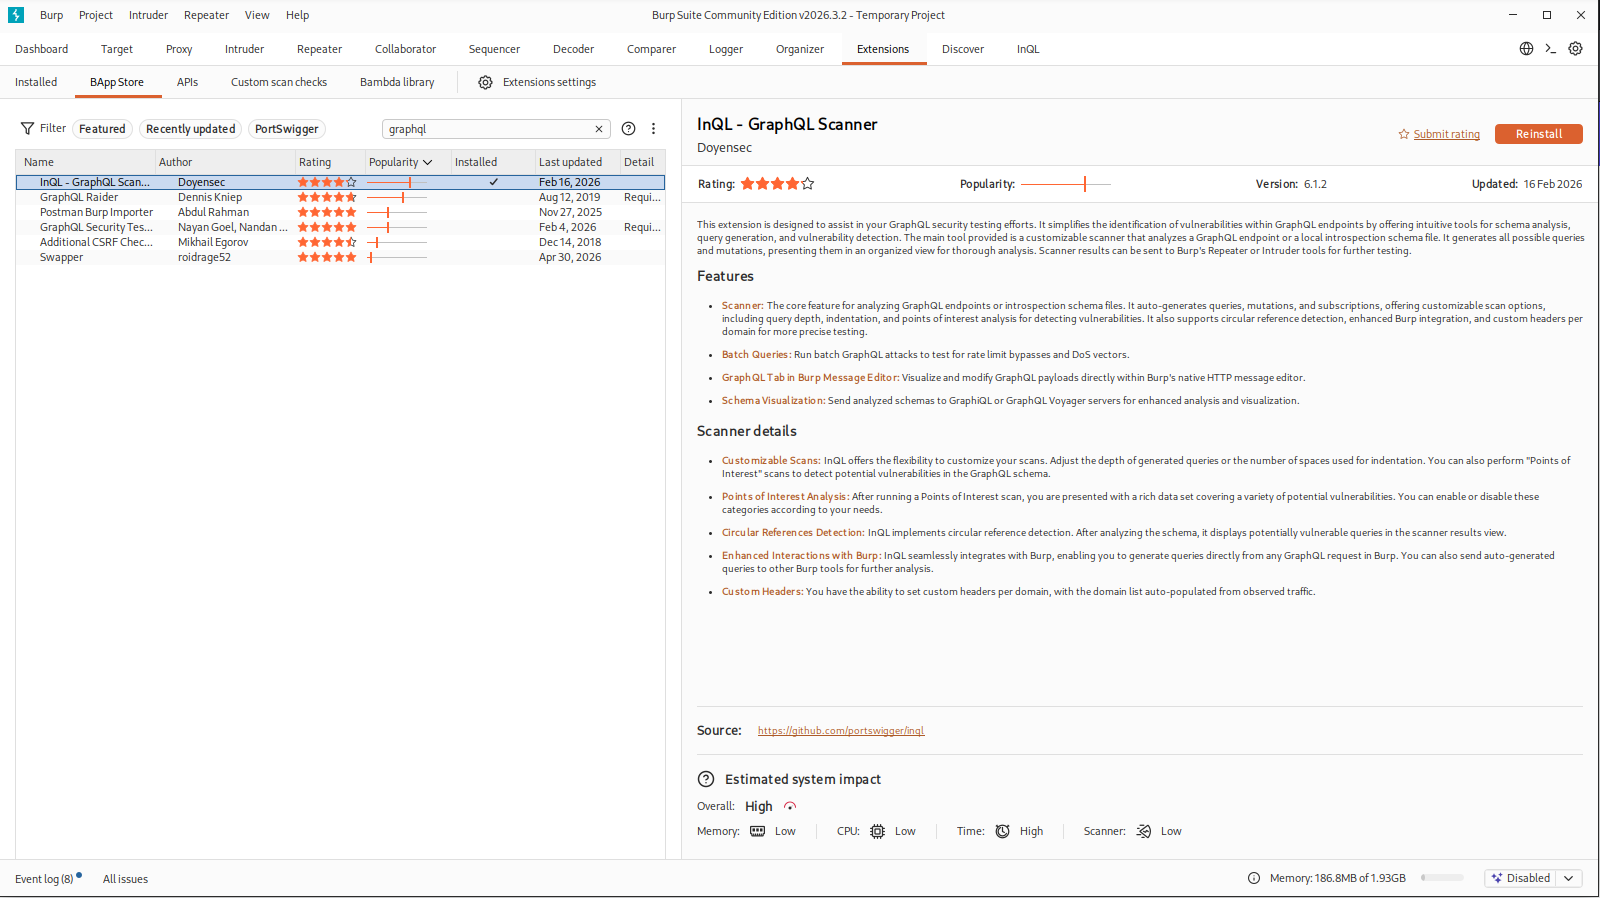 Burp Project Intruder Repeater View Help
Burp Suite Community Edition v2026.3.2 - Temporary Project
Dashboard Target Proxy Intruder Repeater Collaborator Sequencer Decoder Comparer Logger Organizer Extensions Discover InQL
Installed BApp Store APIs Custom scan checks Bambda library Extensions settings
Filter Featured Recently updated PortSwigger graphql
Name Author Rating Popularity Installed Last updated Detail
InQL - GraphQL Scan... Doyensec Feb 16, 2026
GraphQL Raider Dennis Kniep Aug 12, 2019 Requi...
Postman Burp Importer Abdul Rahman Nov 27, 2025
GraphQL Security Tes... Nayan Goel, Nandan ... Feb 4, 2026 Requi...
Additional CSRF Chec... Mikhail Egorov Dec 14, 2018
Swapper roidrage52 Apr 30, 2026
InQL - GraphQL Scanner
Doyensec
Submit rating Reinstall
Rating: Popularity: Version: 6.1.2 Updated: 16 Feb 2026
This extension is designed to assist in your GraphQL security testing efforts. It simplifies the identification of vulnerabilities within GraphQL endpoints by offering intuitive tools for schema analysis,
query generation, and vulnerability detection. The main tool provided is a customizable scanner that analyzes a GraphQL endpoint or a local introspection schema file. It generates all possible queries
and mutations, presenting them in an organized view for thorough analysis. Scanner results can be sent to Burp's Repeater or Intruder tools for further testing.
Features
Scanner: The core feature for analyzing GraphQL endpoints or introspection schema files. It auto-generates queries, mutations, and subscriptions, offering customizable scan options,
including query depth, indentation, and points of interest analysis for detecting vulnerabilities. It also supports circular reference detection, enhanced Burp integration, and custom headers per
domain for more precise testing.
Batch Queries: Run batch GraphQL attacks to test for rate limit bypasses and DoS vectors.
GraphQL Tab in Burp Message Editor: Visualize and modify GraphQL payloads directly within Burp's native HTTP message editor.
Schema Visualization: Send analyzed schemas to GraphiQL or GraphQL Voyager servers for enhanced analysis and visualization.
Scanner details
Customizable Scans: InQL offers the flexibility to customize your scans. Adjust the depth of generated queries or the number of spaces used for indentation. You can also perform "Points of
Interest" scans to detect potential vulnerabilities in the GraphQL schema.
Points of Interest Analysis: After running a Points of Interest scan, you are presented with a rich data set covering a variety of potential vulnerabilities. You can enable or disable these
categories according to your needs.
Circular References Detection: InQL implements circular reference detection. After analyzing the schema, it displays potentially vulnerable queries in the scanner results view.
Enhanced Interactions with Burp: InQL seamlessly integrates with Burp, enabling you to generate queries directly from any GraphQL request in Burp. You can also send auto-generated
queries to other Burp tools for further analysis.
Custom Headers: You have the ability to set custom headers per domain, with the domain list auto-populated from observed traffic.
Source: https://github.com/portswigger/inql
Estimated system impact
Overall: High
Memory: Low CPU: Low Time: High Scanner: Low
Event log (8) All issues Memory: 186.8MB of 1.93GB Disabled